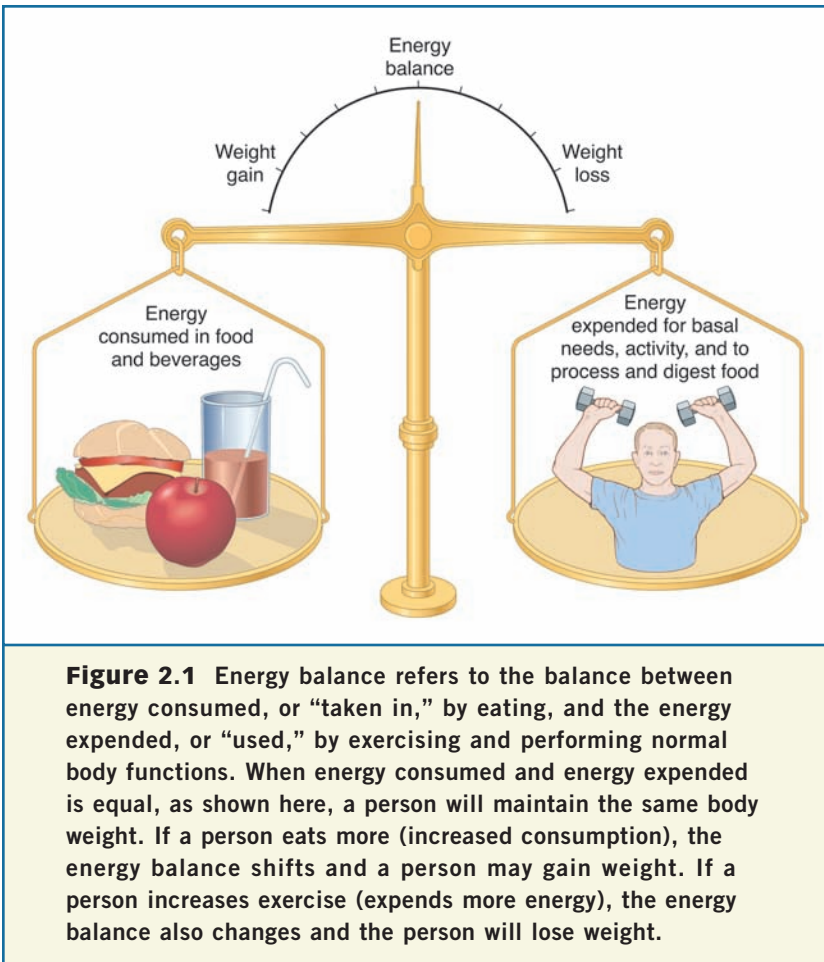 Energy
balance
Weight
gain
Weight
loss
Energy
consumed in food
and beverages
Energy
expended for basal
needs, activity, and to
process and digest food
Figure 2.1 Energy balance refers to the balance between
energy consumed, or “taken in,” by eating, and the energy
expended, or “used,” by exercising and performing normal
body functions. When energy consumed and energy expended
is equal, as shown here, a person will maintain the same body
weight. If a person eats more (increased consumption), the
energy balance shifts and a person may gain weight. If a
person increases exercise (expends more energy), the energy
balance also changes and the person will lose weight.